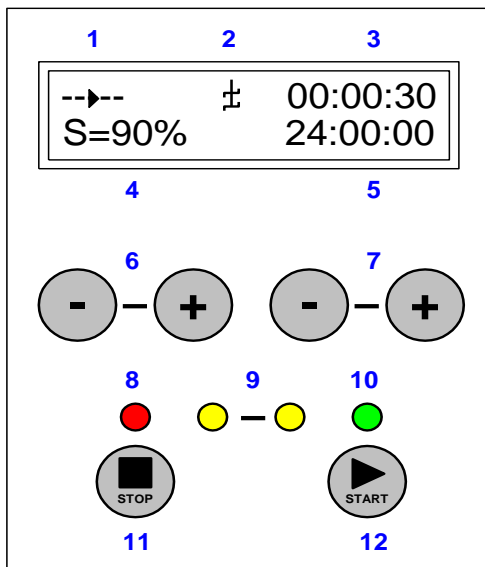 1 2 3
--▶-- 00:00:30
S=90% 24:00:00
4 5
6 7
- — + - — +
8 9 10
STOP START
11 12